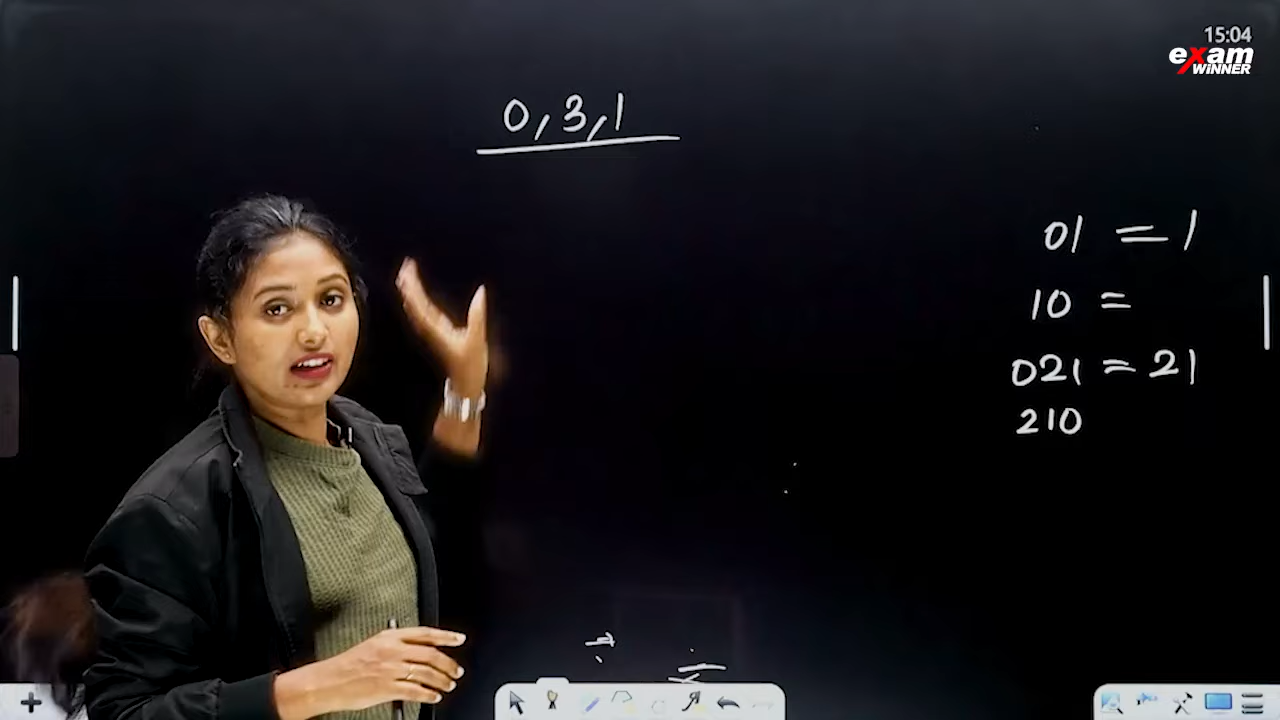 15:04
exam
WINNER
0,3,1
01 = 1
10 =
021 = 21
210